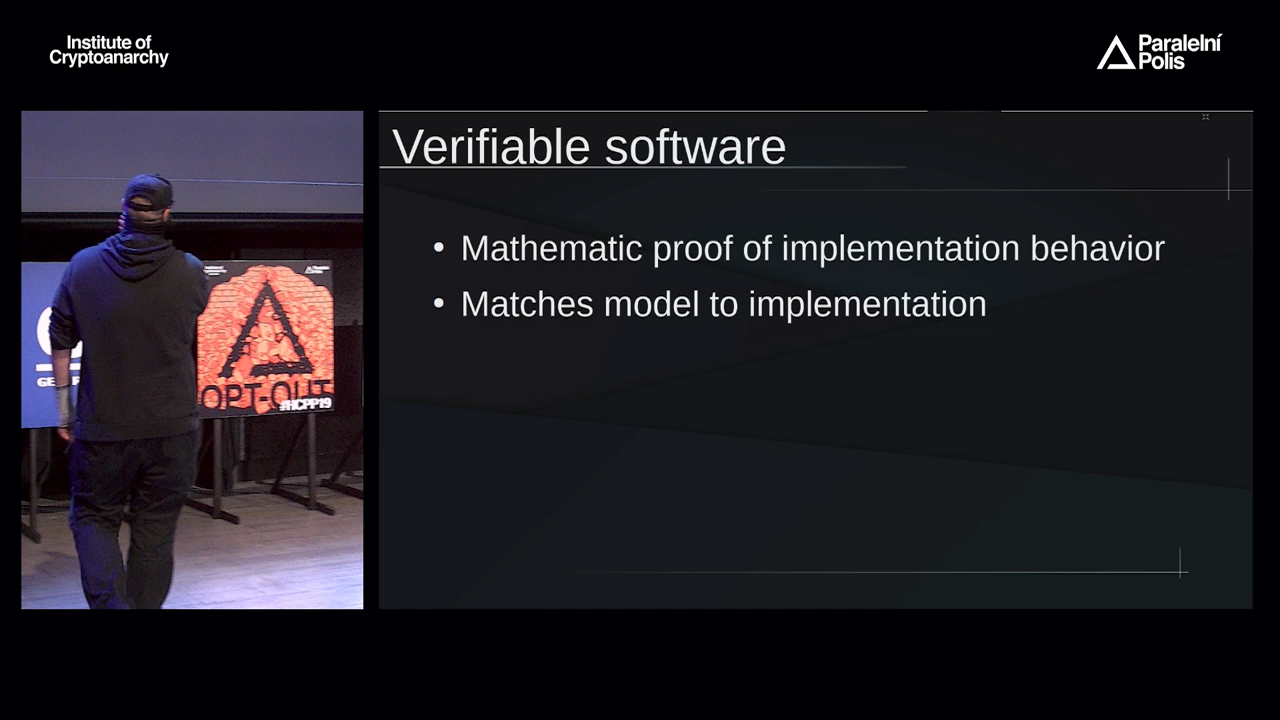 Institute of
Cryptoanarchy
Paralelní
Polis
Verifiable software
• Mathematic proof of implementation behavior
• Matches model to implementation
OPT-OUT
#HCPP19